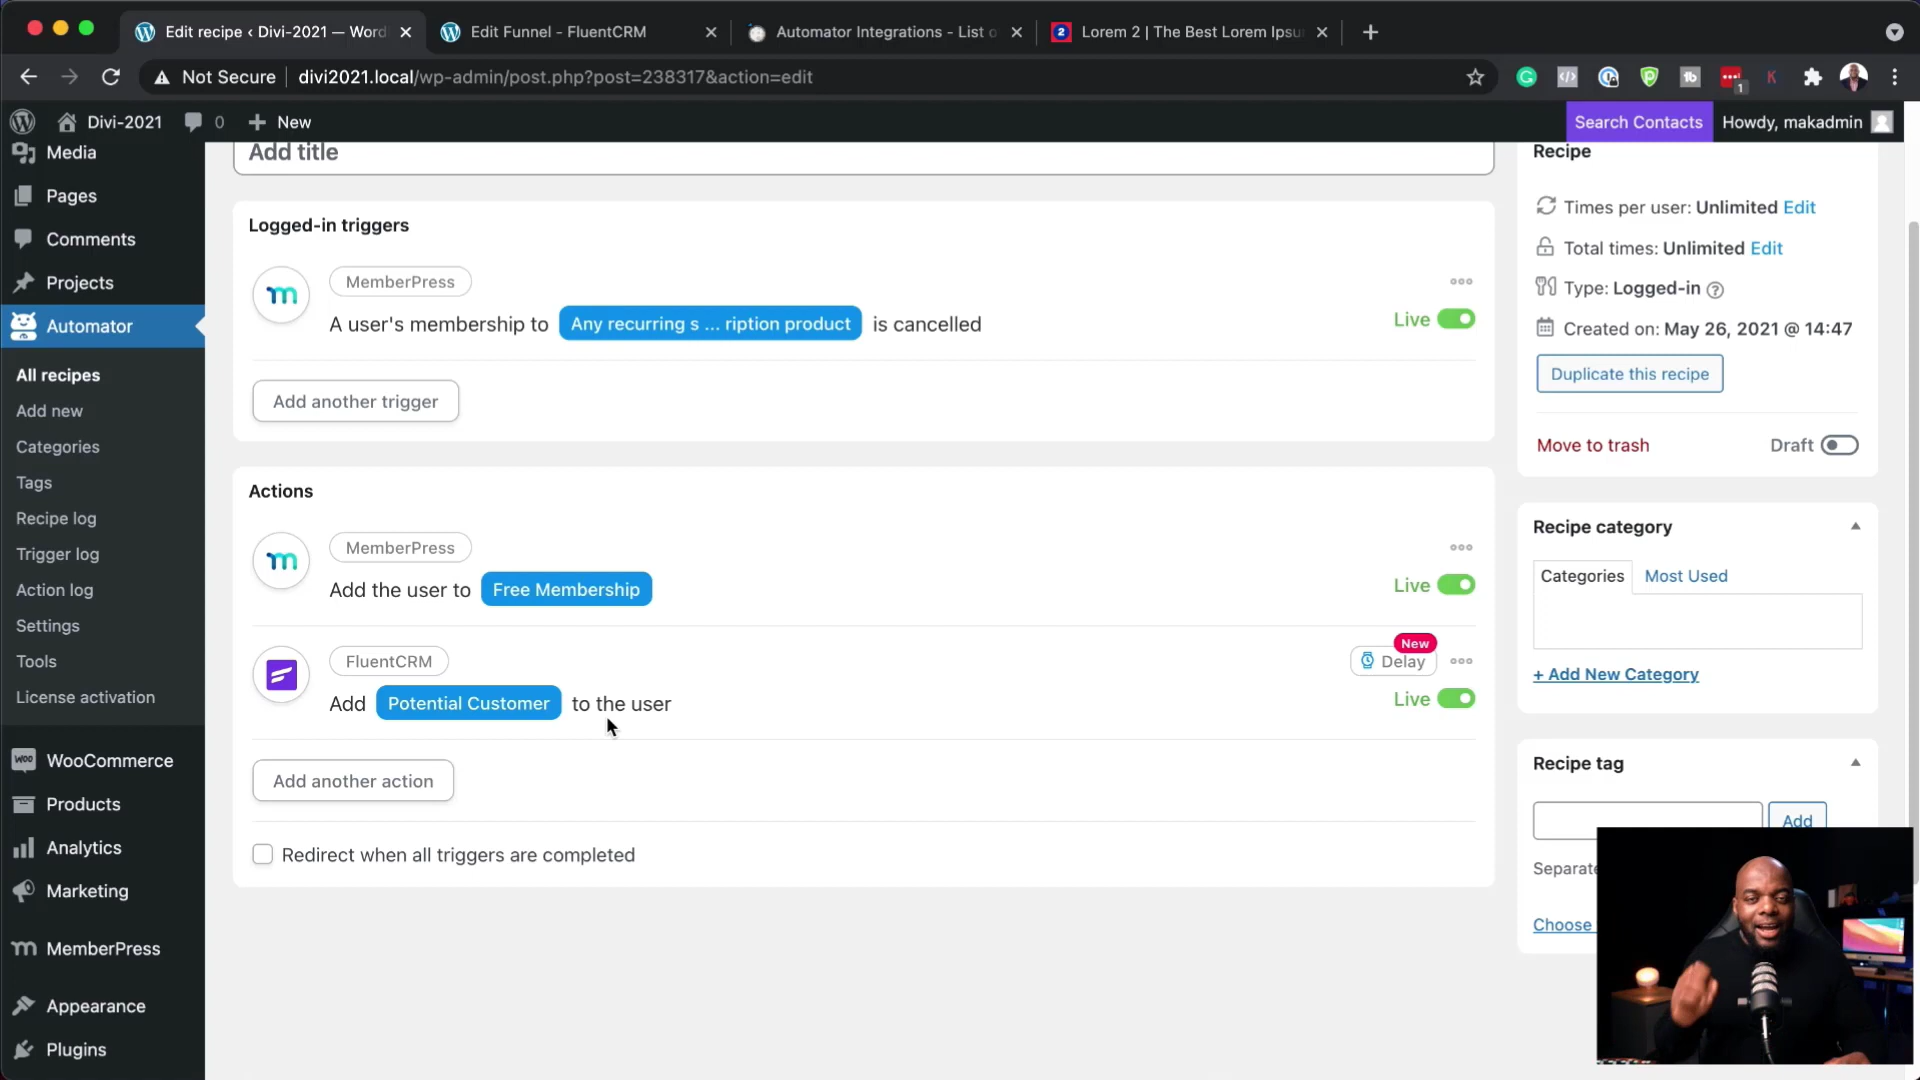 Edit recipe ‹ Divi-2021 — Word
Edit Funnel - FluentCRM
Automator Integrations - List o
Lorem 2 | The Best Lorem Ipsu
Not Secure
divi2021.local/wp-admin/post.php?post=238317&action=edit
1
Divi-2021
0
New
Search Contacts
Howdy, makadmin
Media
Pages
Comments
Projects
Automator
All recipes
Add new
Categories
Tags
Recipe log
Trigger log
Action log
Settings
Tools
License activation
WooCommerce
Products
Analytics
Marketing
MemberPress
Appearance
Plugins
Add title
Logged-in triggers
MemberPress
A user's membership to Any recurring s ... ription product is cancelled
Live
Add another trigger
Actions
MemberPress
Add the user to Free Membership
Live
FluentCRM
New
Delay
Add Potential Customer to the user
Live
Add another action
Redirect when all triggers are completed
Recipe
Times per user: Unlimited Edit
Total times: Unlimited Edit
Type: Logged-in ?
Created on: May 26, 2021 @ 14:47
Duplicate this recipe
Move to trash
Draft
Recipe category
Categories
Most Used
+ Add New Category
Recipe tag
Add
Separate
Choose